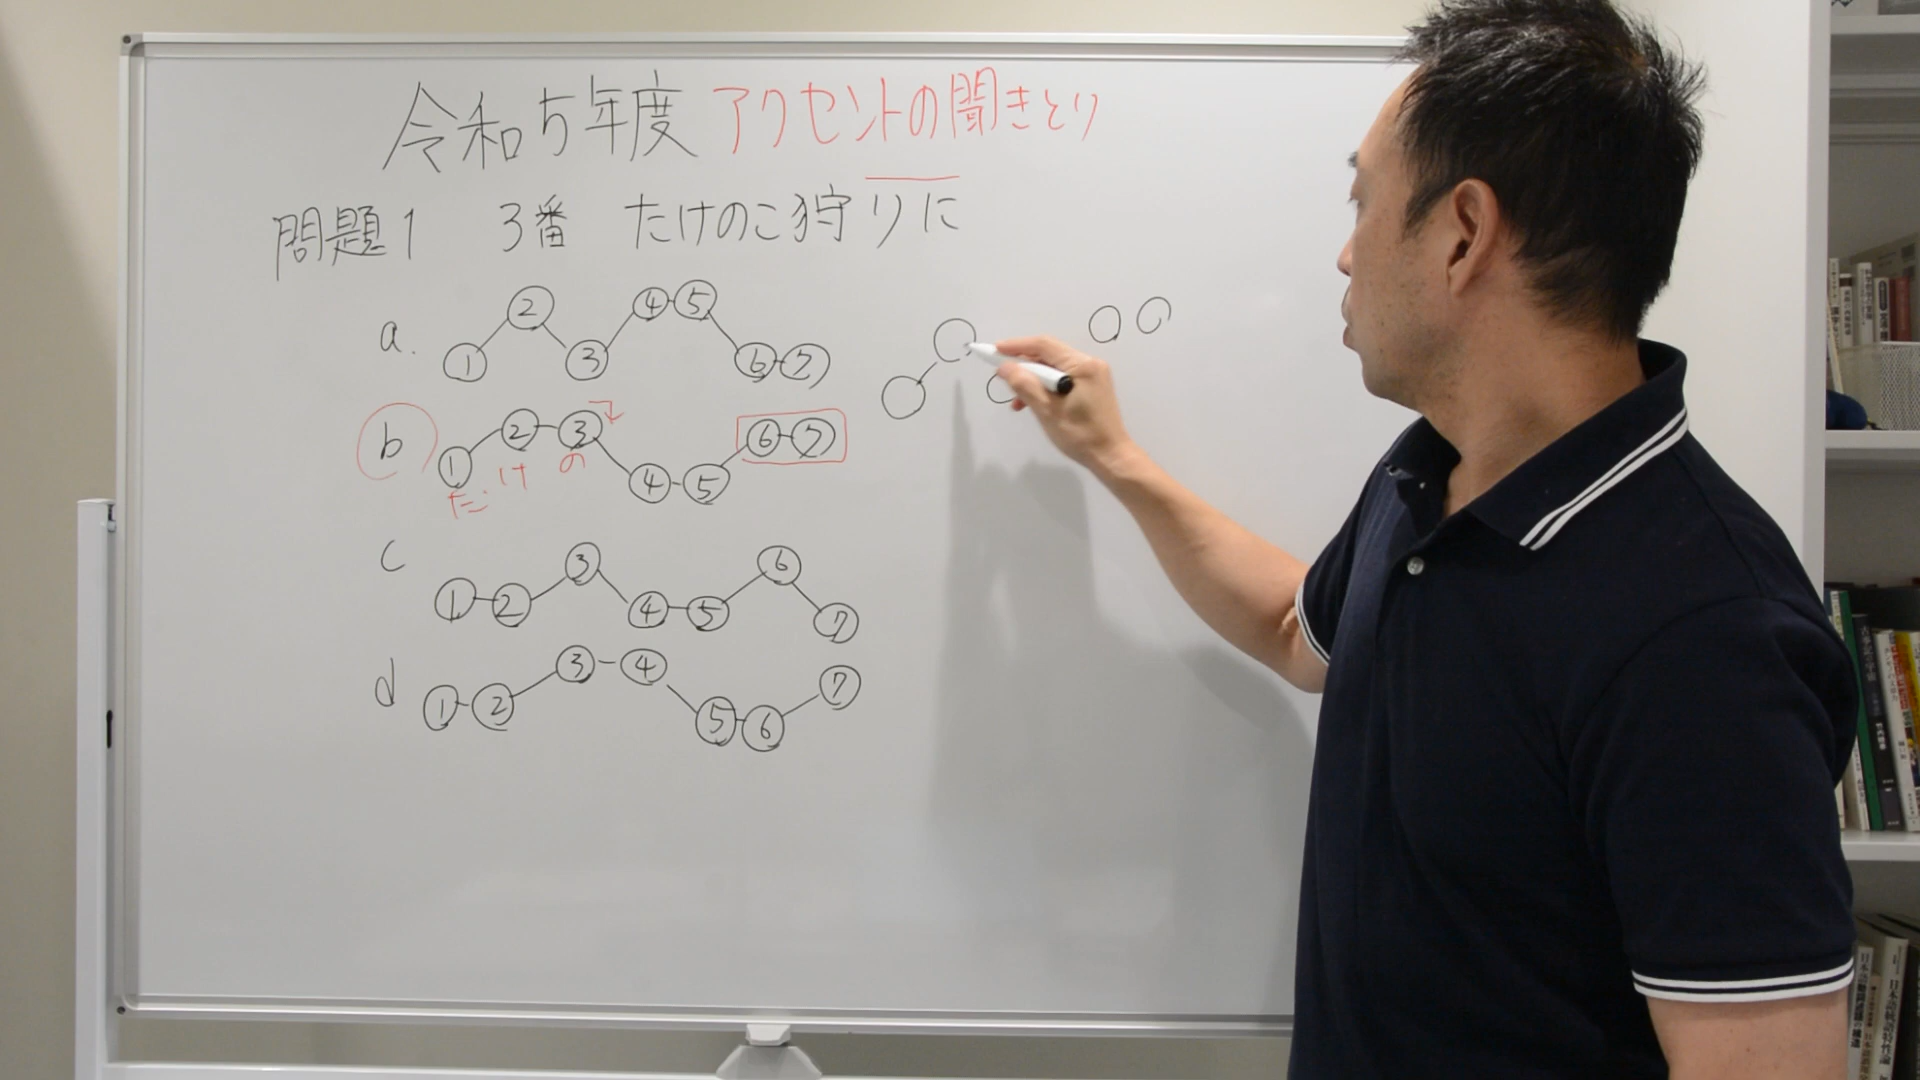 令和5年度 アクセントの聞きとり
問題1 3番 たけのこ狩りに
a. ① ② ③ ④ ⑤ ⑥ ⑦
b ① ② ③ ④ ⑤ ⑥ ⑦
た け の
c ① ② ③ ④ ⑤ ⑥ ⑦
d ① ② ③ ④ ⑤ ⑥ ⑦